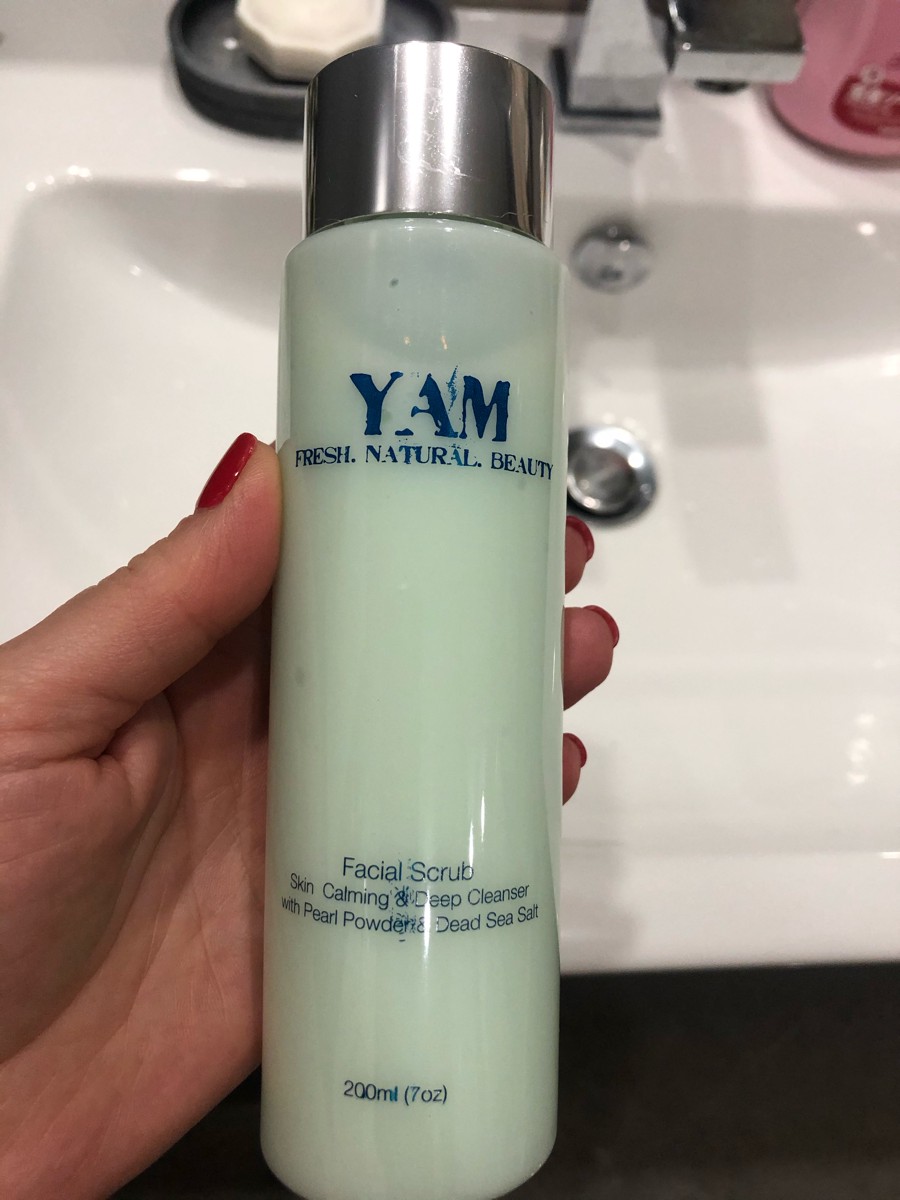 YAM
FRESH. NATURAL. BEAUTY
Facial Scrub
Skin Calming & Deep Cleanser
with Pearl Powder & Dead Sea Salt
200ml (7oz)